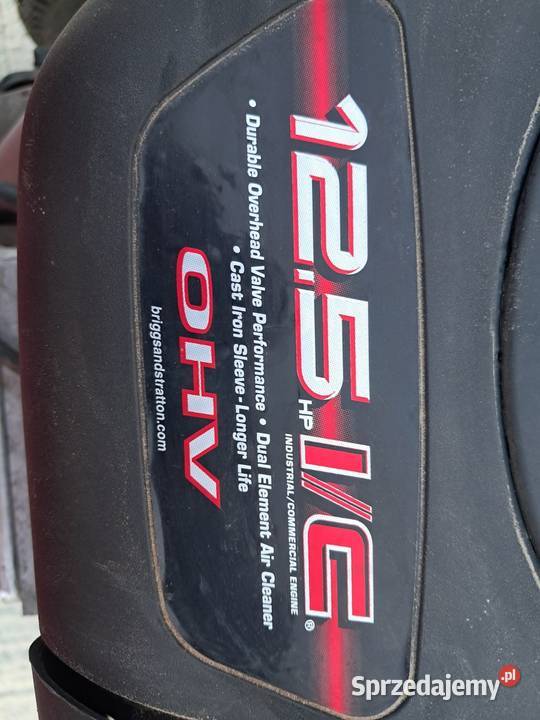 12.5 HP I/C®
INDUSTRIAL/COMMERCIAL ENGINE
• Durable Overhead Valve Performance • Dual Element Air Cleaner
• Cast Iron Sleeve-Longer Life
OHV
briggsandstratton.com
Sprzedajemy.pl